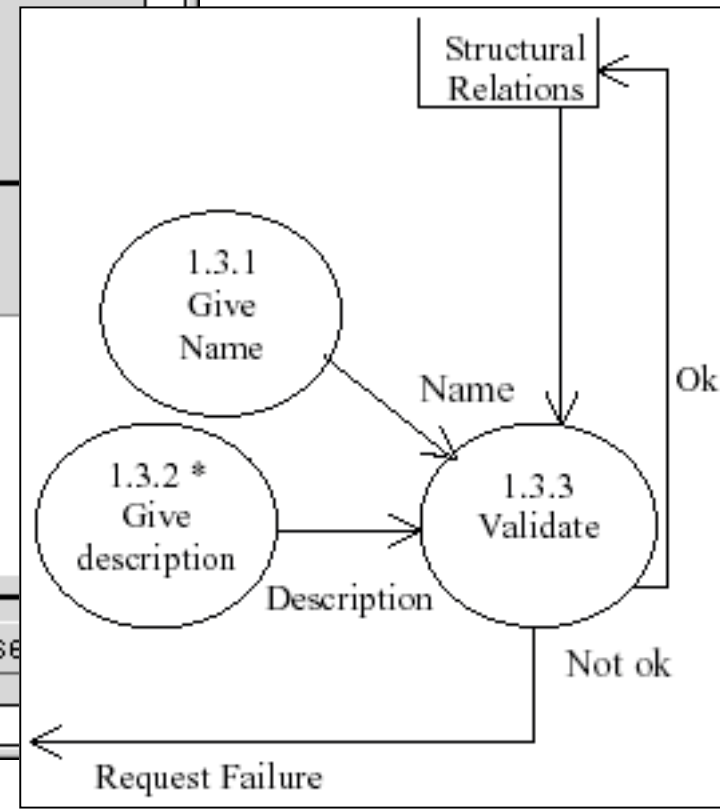 Structural
Relations
1.3.1
Give
Name
Name
Ok
1.3.2 *
Give
description
1.3.3
Validate
Description
Not ok
se
Request Failure